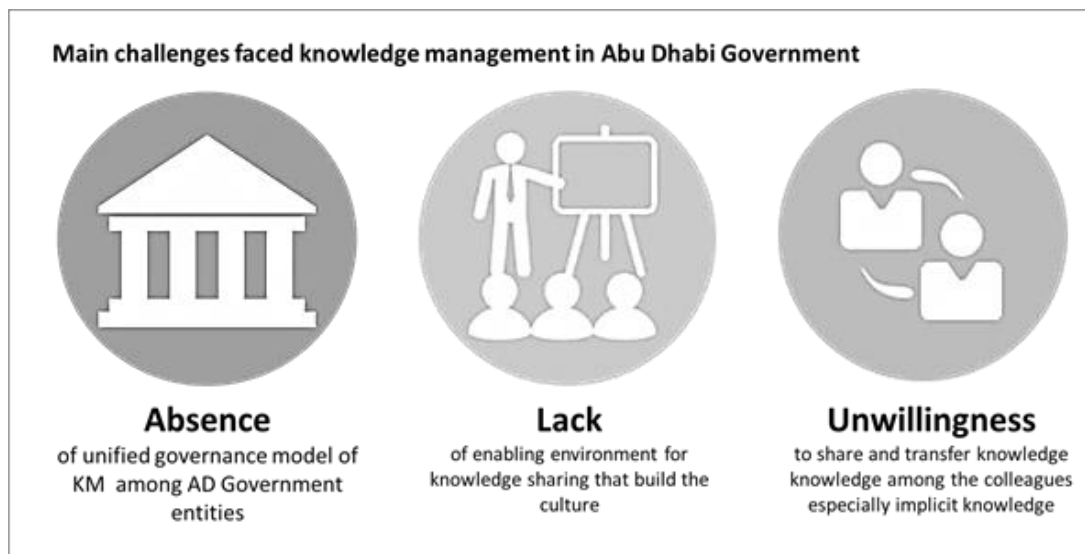 Main challenges faced knowledge management in Abu Dhabi Government
Absence
of unified governance model of
KM among AD Government
entities
Lack
of enabling environment for
knowledge sharing that build the
culture
Unwillingness
to share and transfer knowledge
knowledge among the colleagues
especially implicit knowledge